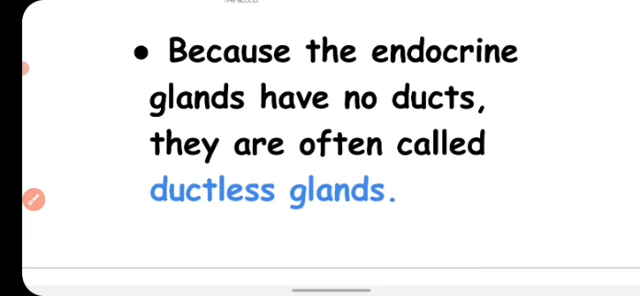 ● Because the endocrine
glands have no ducts,
they are often called
ductless glands.